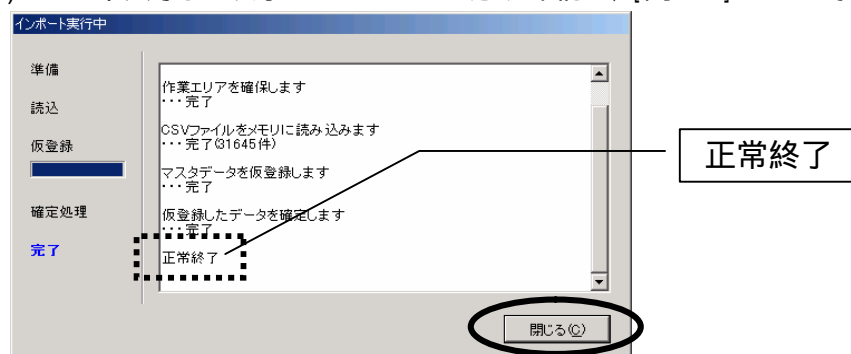 インポート実行中
準備
読込
仮登録
確定処理
完了
作業エリアを確保します
・・・完了
CSVファイルをメモリに読み込みます
・・・完了(31645件)
マスタデータを仮登録します
・・・完了
仮登録したデータを確定します
・・・完了
正常終了
正常終了
閉じる(C)